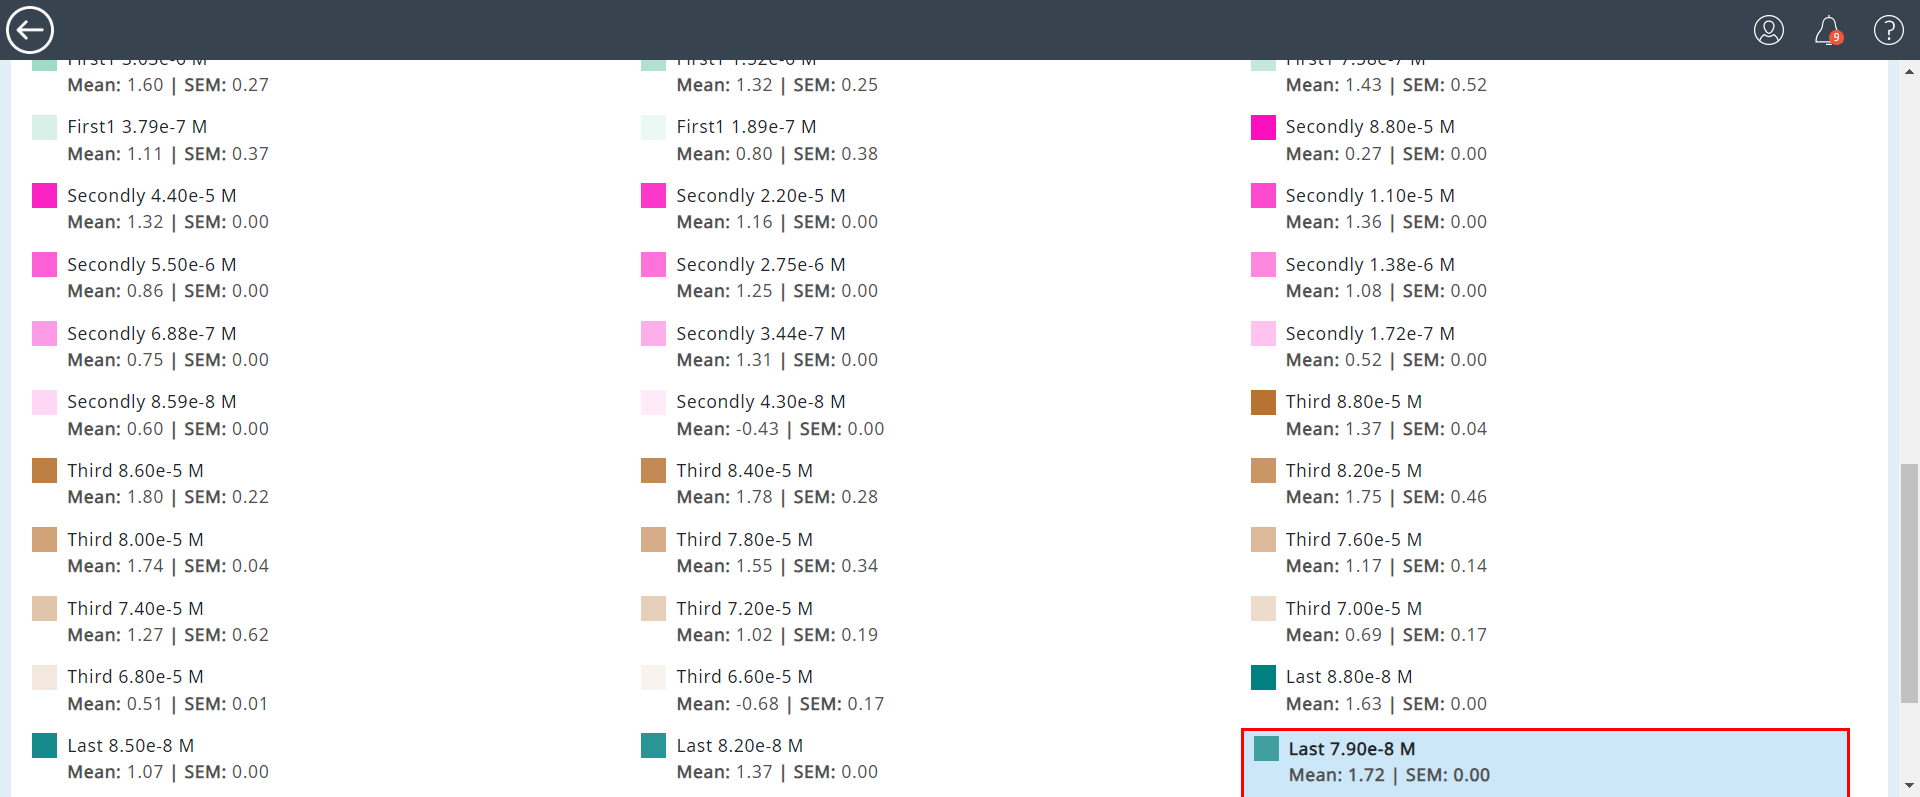 9
Mean: 1.60 | SEM: 0.27
Mean: 1.32 | SEM: 0.25
Mean: 1.43 | SEM: 0.52
First1 3.79e-7 M
First1 1.89e-7 M
Secondly 8.80e-5 M
Mean: 1.11 | SEM: 0.37
Mean: 0.80 | SEM: 0.38
Mean: 0.27 | SEM: 0.00
Secondly 4.40e-5 M
Secondly 2.20e-5 M
Secondly 1.10e-5 M
Mean: 1.32 | SEM: 0.00
Mean: 1.16 | SEM: 0.00
Mean: 1.36 | SEM: 0.00
Secondly 5.50e-6 M
Secondly 2.75e-6 M
Secondly 1.38e-6 M
Mean: 0.86 | SEM: 0.00
Mean: 1.25 | SEM: 0.00
Mean: 1.08 | SEM: 0.00
Secondly 6.88e-7 M
Secondly 3.44e-7 M
Secondly 1.72e-7 M
Mean: 0.75 | SEM: 0.00
Mean: 1.31 | SEM: 0.00
Mean: 0.52 | SEM: 0.00
Secondly 8.59e-8 M
Secondly 4.30e-8 M
Third 8.80e-5 M
Mean: 0.60 | SEM: 0.00
Mean: -0.43 | SEM: 0.00
Mean: 1.37 | SEM: 0.04
Third 8.60e-5 M
Third 8.40e-5 M
Third 8.20e-5 M
Mean: 1.80 | SEM: 0.22
Mean: 1.78 | SEM: 0.28
Mean: 1.75 | SEM: 0.46
Third 8.00e-5 M
Third 7.80e-5 M
Third 7.60e-5 M
Mean: 1.74 | SEM: 0.04
Mean: 1.55 | SEM: 0.34
Mean: 1.17 | SEM: 0.14
Third 7.40e-5 M
Third 7.20e-5 M
Third 7.00e-5 M
Mean: 1.27 | SEM: 0.62
Mean: 1.02 | SEM: 0.19
Mean: 0.69 | SEM: 0.17
Third 6.80e-5 M
Third 6.60e-5 M
Last 8.80e-8 M
Mean: 0.51 | SEM: 0.01
Mean: -0.68 | SEM: 0.17
Mean: 1.63 | SEM: 0.00
Last 8.50e-8 M
Last 8.20e-8 M
Last 7.90e-8 M
Mean: 1.07 | SEM: 0.00
Mean: 1.37 | SEM: 0.00
Mean: 1.72 | SEM: 0.00